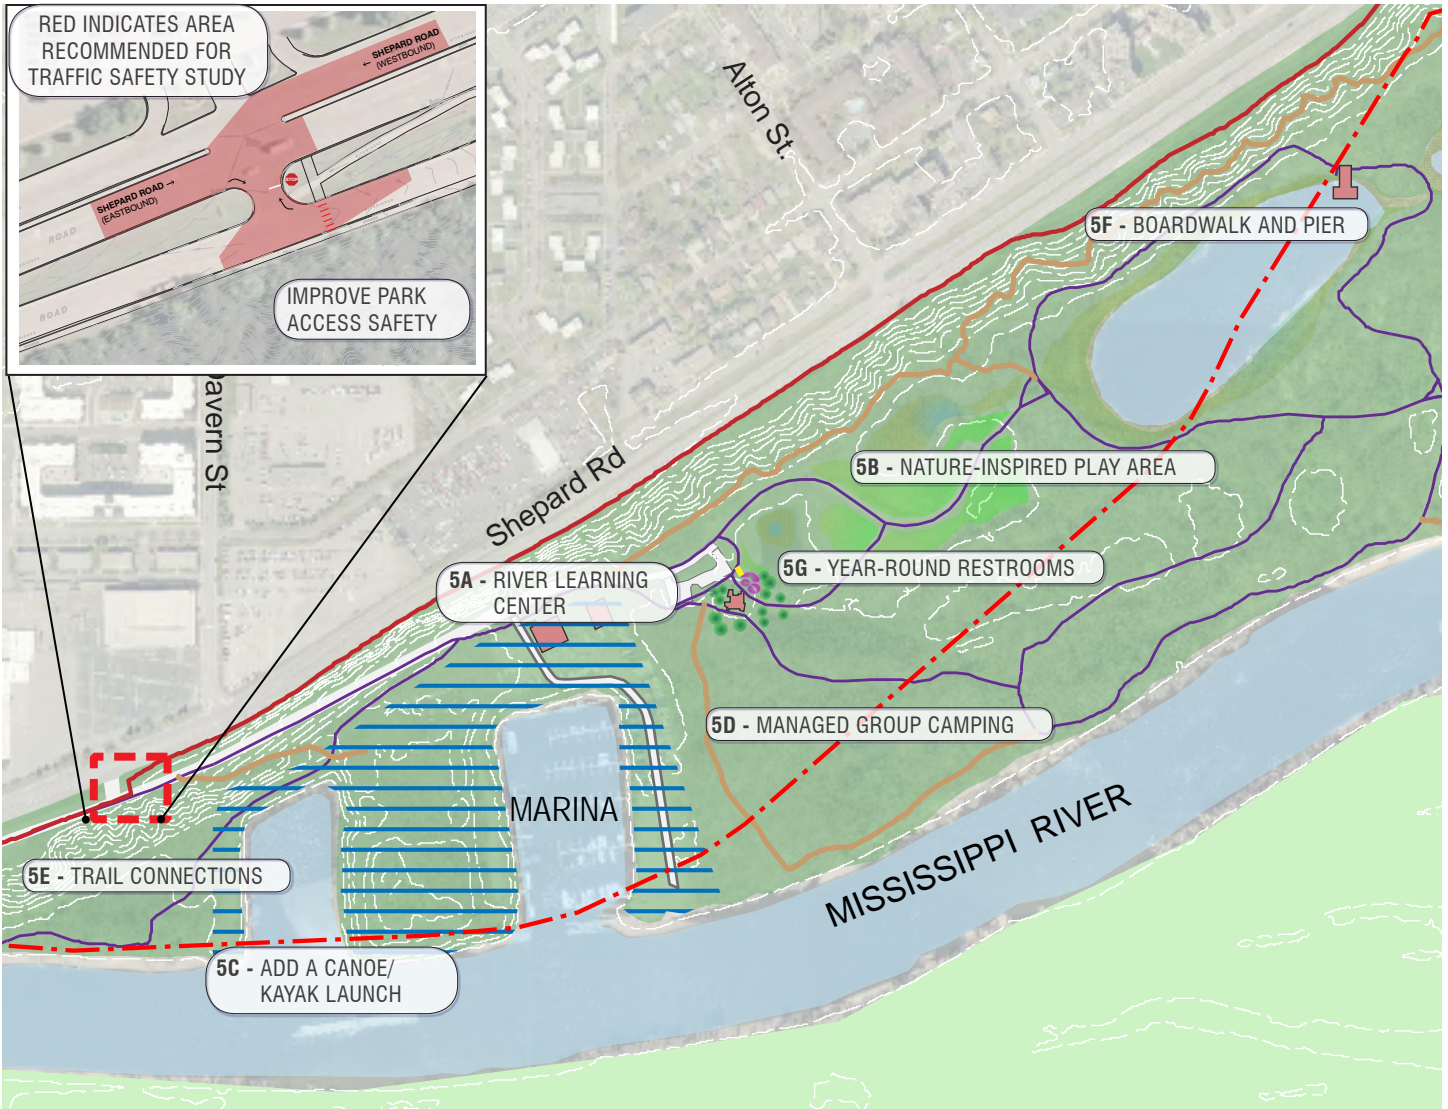 RED INDICATES AREA
RECOMMENDED FOR
TRAFFIC SAFETY STUDY
← SHEPARD ROAD
(WESTBOUND)
STOP
SHEPARD ROAD →
(EASTBOUND)
ROAD
ROAD
IMPROVE PARK
ACCESS SAFETY
Alton St.
5F - BOARDWALK AND PIER
Davern St
Shepard Rd
5B - NATURE-INSPIRED PLAY AREA
5G - YEAR-ROUND RESTROOMS
5A - RIVER LEARNING
CENTER
5D - MANAGED GROUP CAMPING
MARINA
MISSISSIPPI RIVER
5E - TRAIL CONNECTIONS
5C - ADD A CANOE/
KAYAK LAUNCH